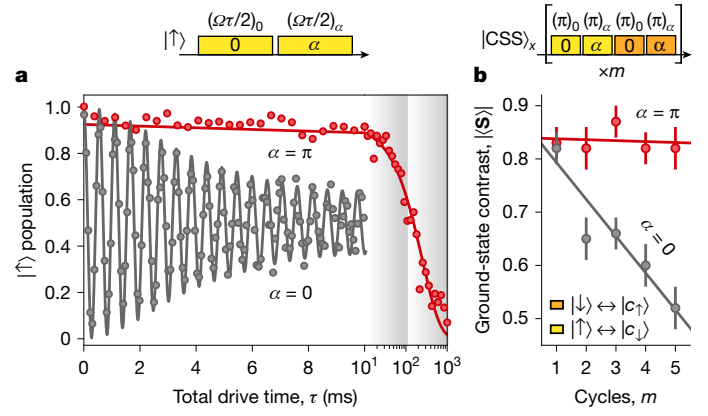 (Ωτ/2)₀ (Ωτ/2)α
|↑⟩ 0 α
(π)₀ (π)α (π)₀ (π)α
|CSS⟩ₓ 0 α 0 α
×m
a
|↑⟩ population
1.0
0.8
0.6
0.4
0.2
0
α = π
α = 0
0 2 4 6 8 10¹ 10² 10³
Total drive time, τ (ms)
b
Ground-state contrast, |⟨S⟩|
0.9
0.8
0.7
0.6
0.5
α = π
α = 0
|↓⟩ ↔ |c↑⟩
|↑⟩ ↔ |c↓⟩
1 2 3 4 5
Cycles, m